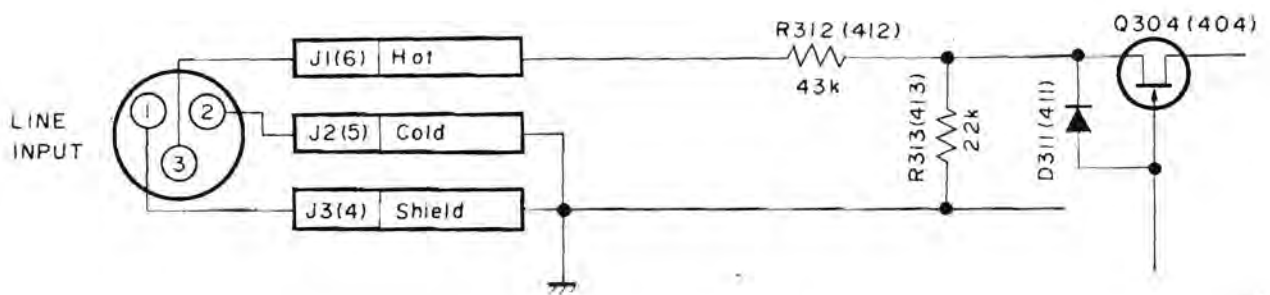 LINE
INPUT
1
2
3
J1(6) Hot
J2(5) Cold
J3(4) Shield
R312(412)
43k
R313(413)
22k
D311(411)
Q304(404)